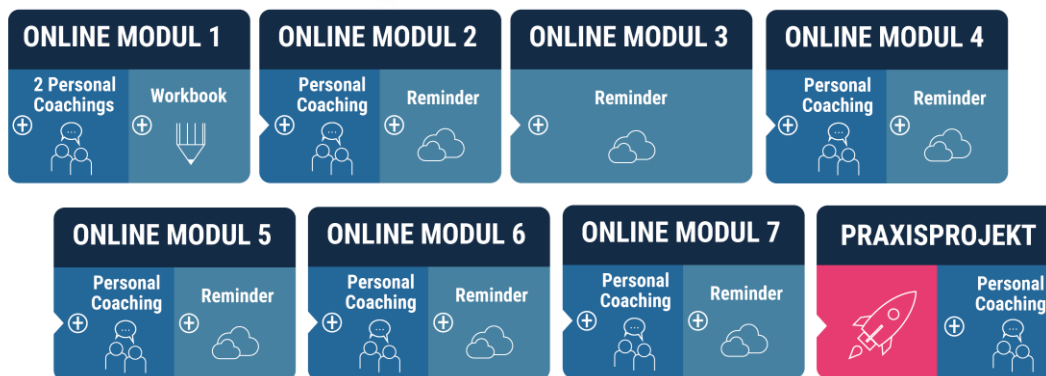 ONLINE MODUL 1
2 Personal
Coachings
Workbook
ONLINE MODUL 2
Personal
Coaching
Reminder
ONLINE MODUL 3
Reminder
ONLINE MODUL 4
Personal
Coaching
Reminder
ONLINE MODUL 5
Personal
Coaching
Reminder
ONLINE MODUL 6
Personal
Coaching
Reminder
ONLINE MODUL 7
Personal
Coaching
Reminder
PRAXISPROJEKT
Personal
Coaching